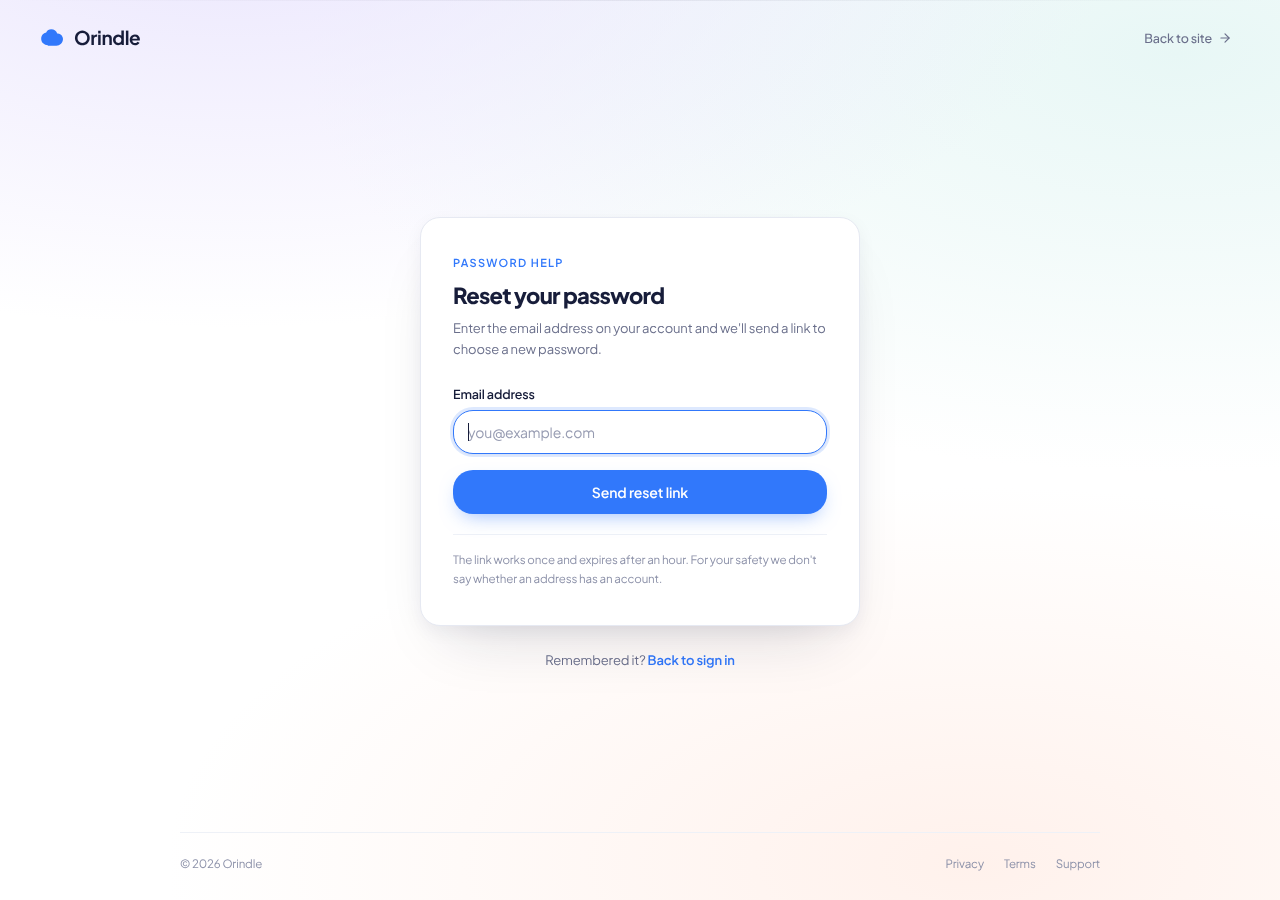 Orindle
Back to site
PASSWORD HELP
Reset your password
Enter the email address on your account and we'll send a link to
choose a new password.
Email address
you@example.com
Send reset link
The link works once and expires after an hour. For your safety we don't
say whether an address has an account.
Remembered it? Back to sign in
© 2026 Orindle
Privacy
Terms
Support